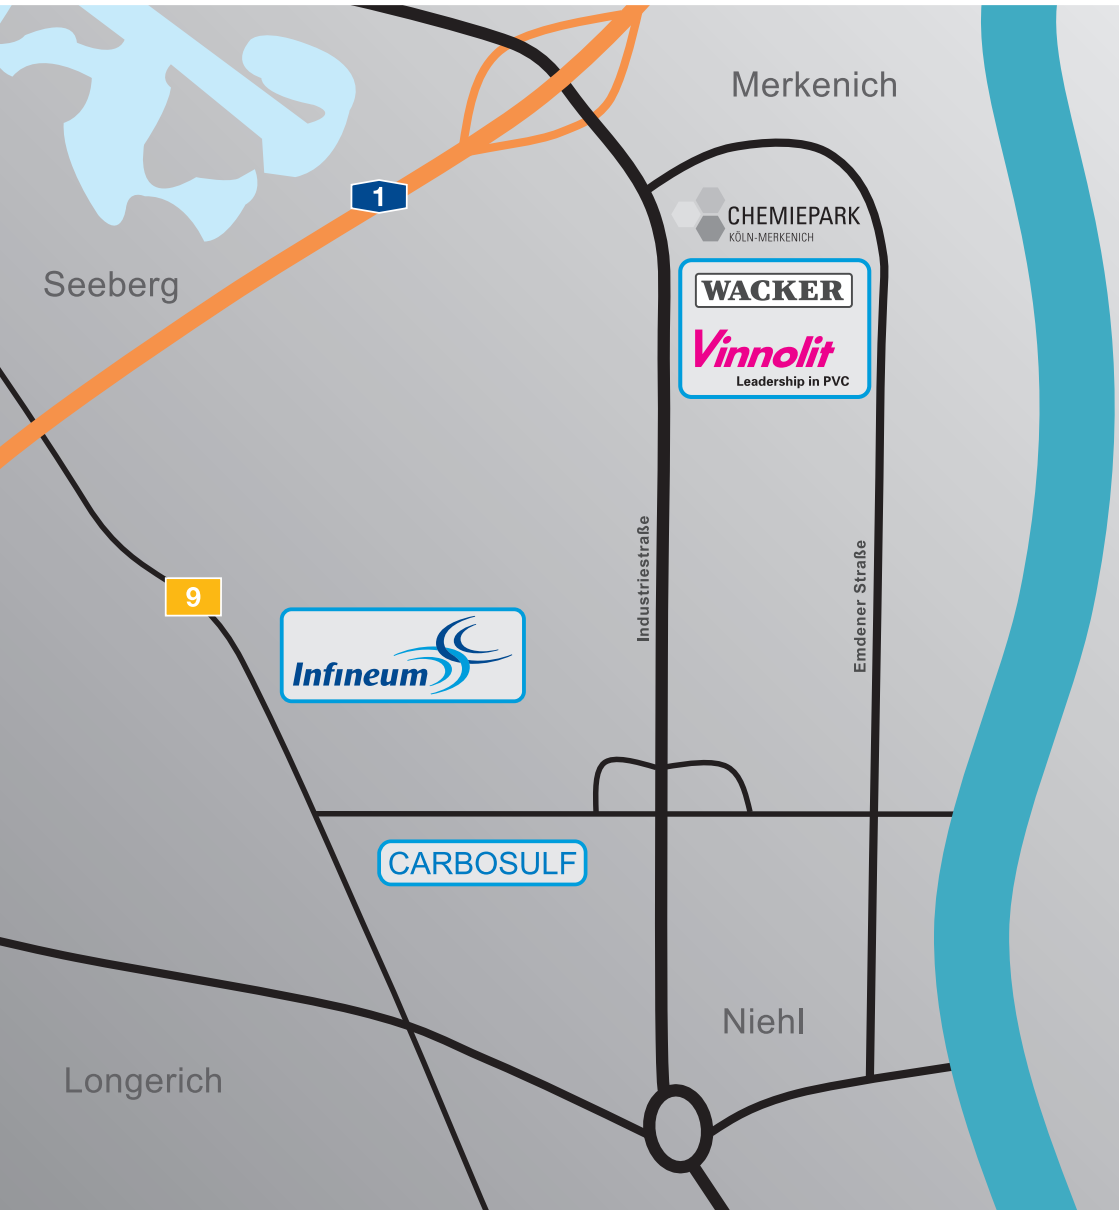 Merkenich
1
CHEMIEPARK
KÖLN-MERKENICH
Seeberg
WACKER
Vinnolit
Leadership in PVC
Industriestraße
Emdener Straße
9
Infineum
CARBOSULF
Niehl
Longerich